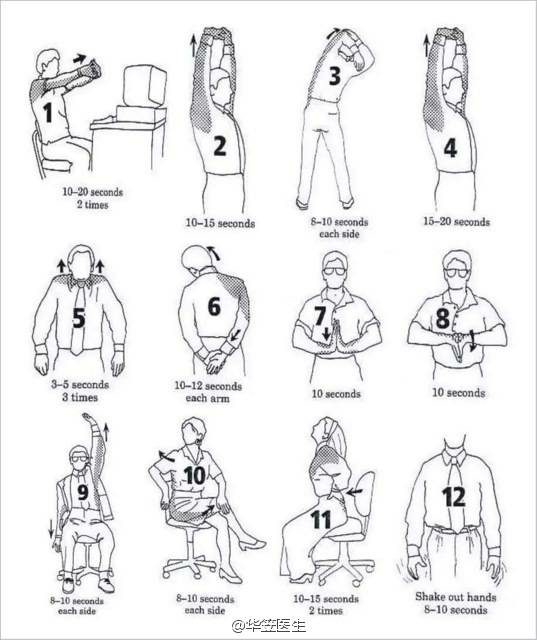 1
10–20 seconds
2 times
2
10–15 seconds
3
8–10 seconds
each side
4
15–20 seconds
5
3–5 seconds
3 times
6
10–12 seconds
each arm
7
10 seconds
8
10 seconds
9
8–10 seconds
each side
10
8–10 seconds
each side
11
10–15 seconds
2 times
12
Shake out hands
8–10 seconds
@华笠医生